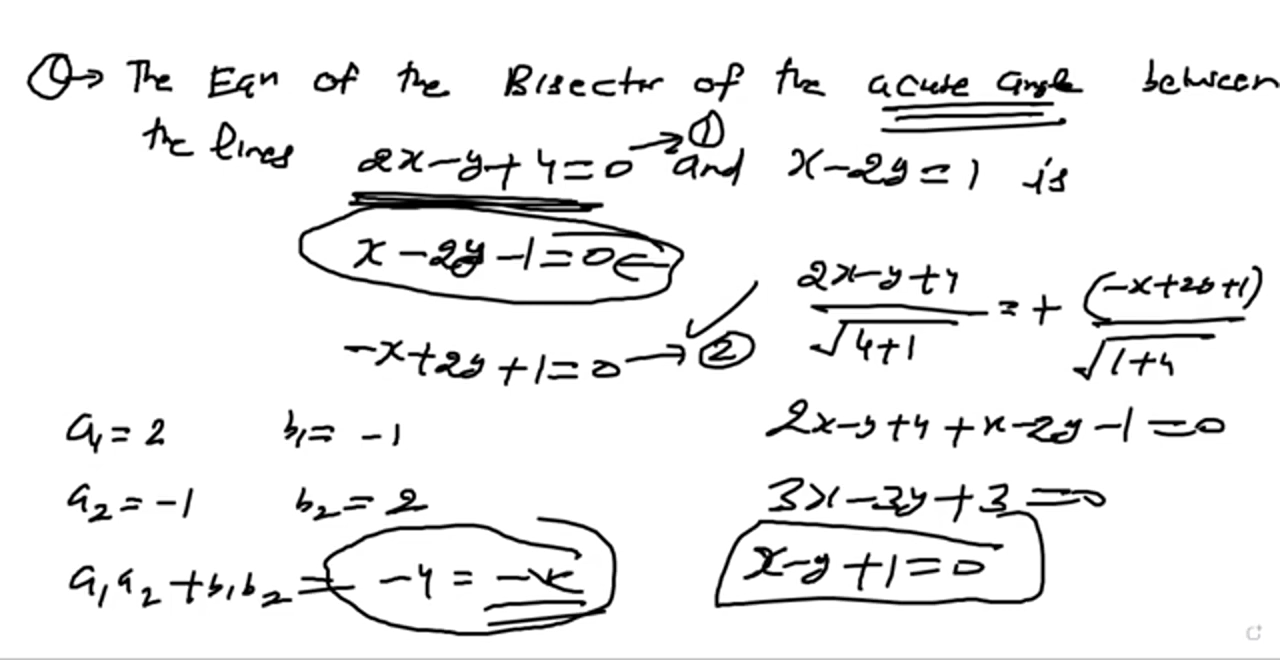 Q→ The Eqn of the Bisector of the acute angle between
the lines 2x-y+4=0 →① and x-2y=1 is
x-2y-1=0 ←
-x+2y+1=0 → ②
a₁=2 b₁=-1
a₂=-1 b₂=2
a₁a₂+b₁b₂ = -4 = -ve
(2x-y+4)/√(4+1) = + (-x+2y+1)/√(1+4)
2x-y+4+x-2y-1=0
3x-3y+3=0
x-y+1=0